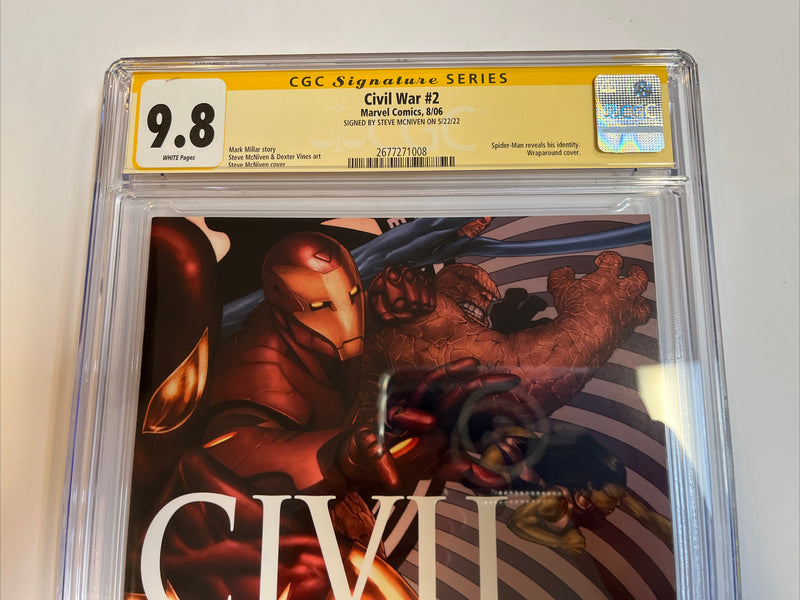 CGC Signature SERIES
9.8
WHITE Pages
Civil War #2
Marvel Comics, 8/06
SIGNED BY STEVE MCNIVEN ON 5/22/22
Mark Millar story
Steve McNiven & Dexter Vines art
Steve McNiven cover
2677271008
Spider-Man reveals his identity.
Wraparound cover.
CGC
CIVIL